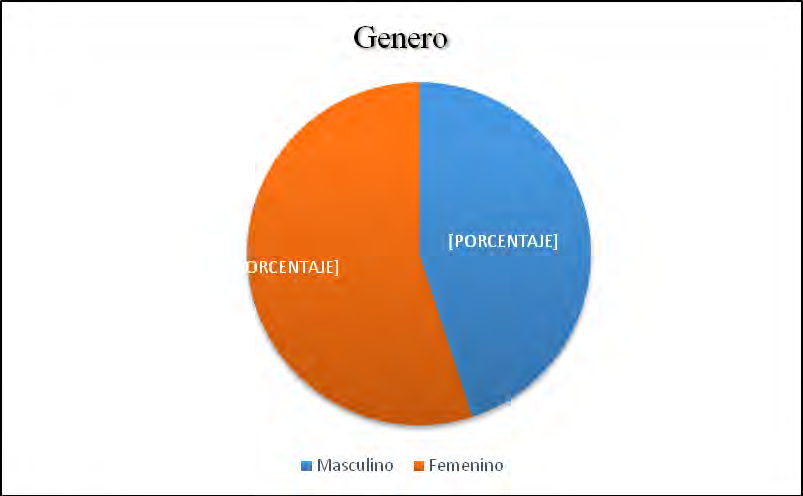 Genero
[PORCENTAJE]
ORCENTAJE]
Masculino
Femenino